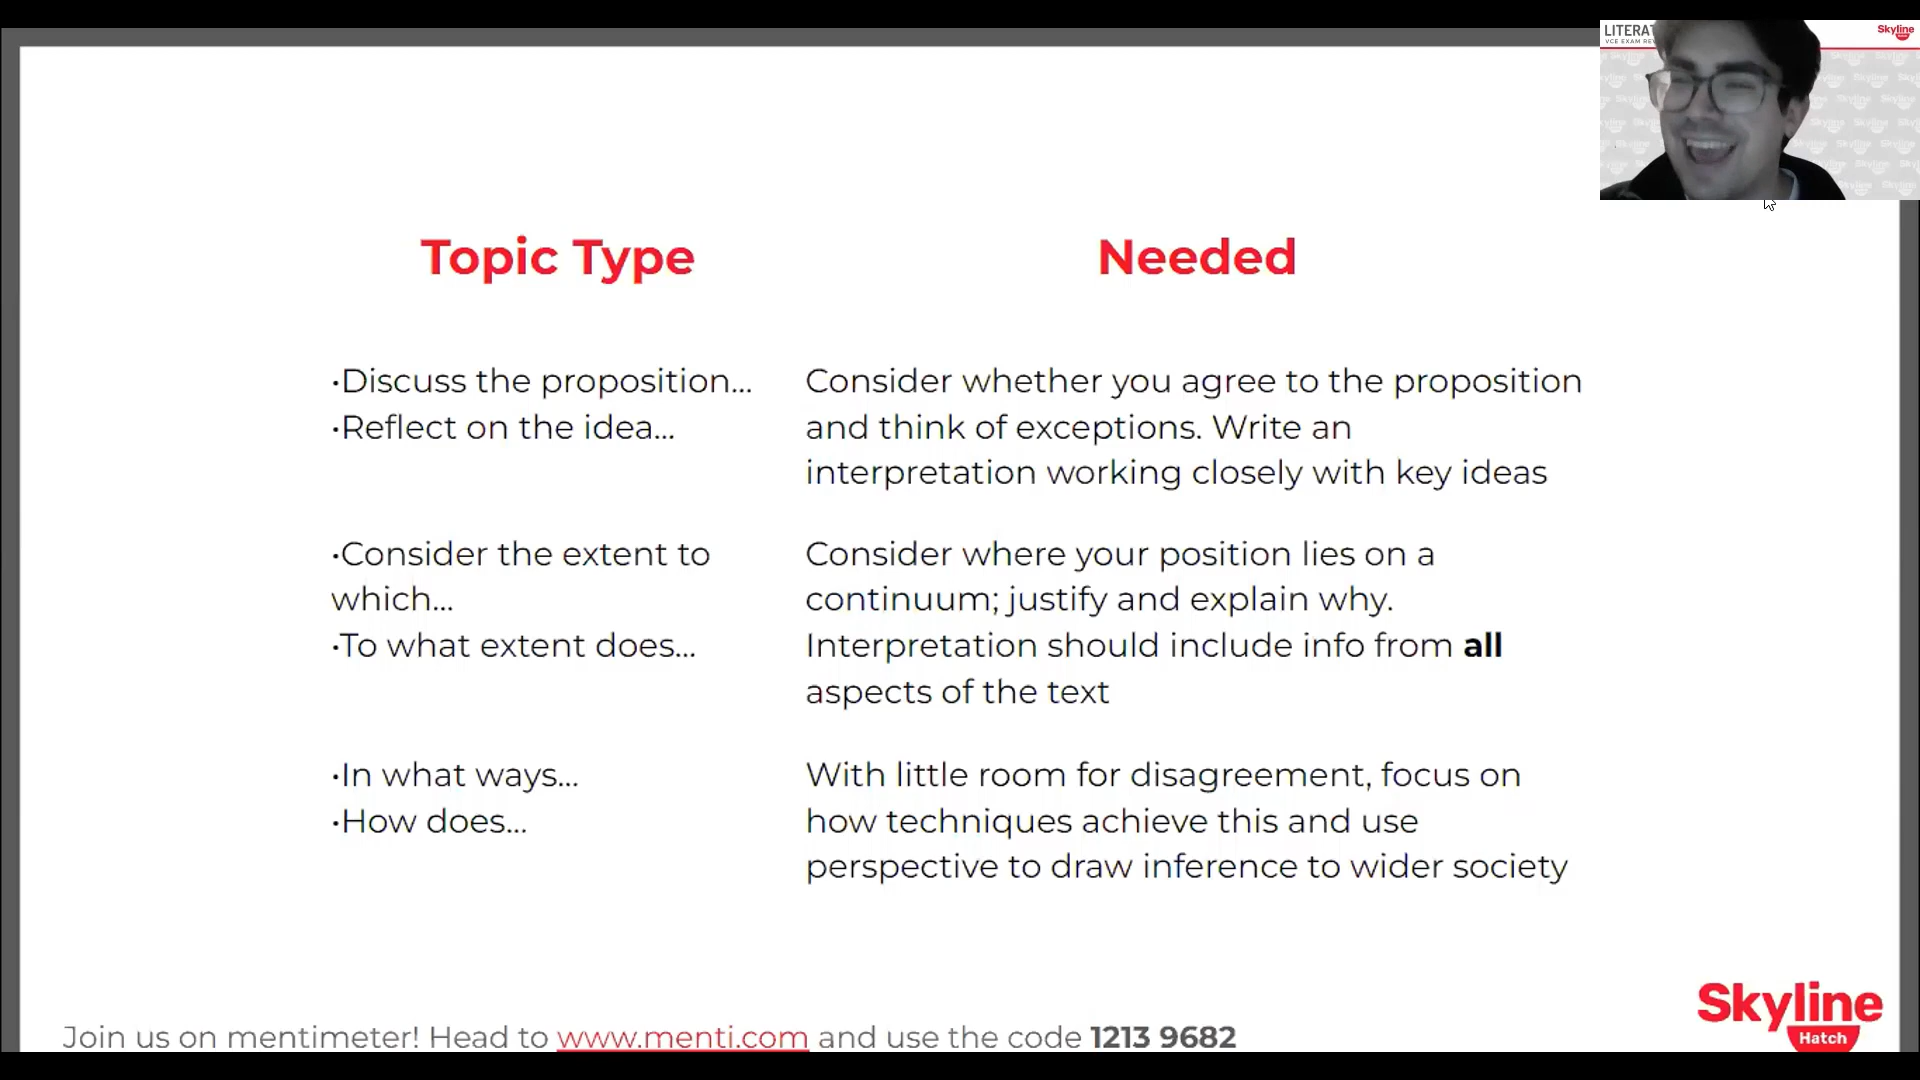 LITERAT
VCE EXAM RE
Skyline
Topic Type
Needed
·Discuss the proposition...
·Reflect on the idea...
Consider whether you agree to the proposition
and think of exceptions. Write an
interpretation working closely with key ideas
·Consider the extent to
which...
·To what extent does...
Consider where your position lies on a
continuum; justify and explain why.
Interpretation should include info from all
aspects of the text
·In what ways...
·How does...
With little room for disagreement, focus on
how techniques achieve this and use
perspective to draw inference to wider society
Join us on mentimeter! Head to www.menti.com and use the code 1213 9682
Skyline
Hatch